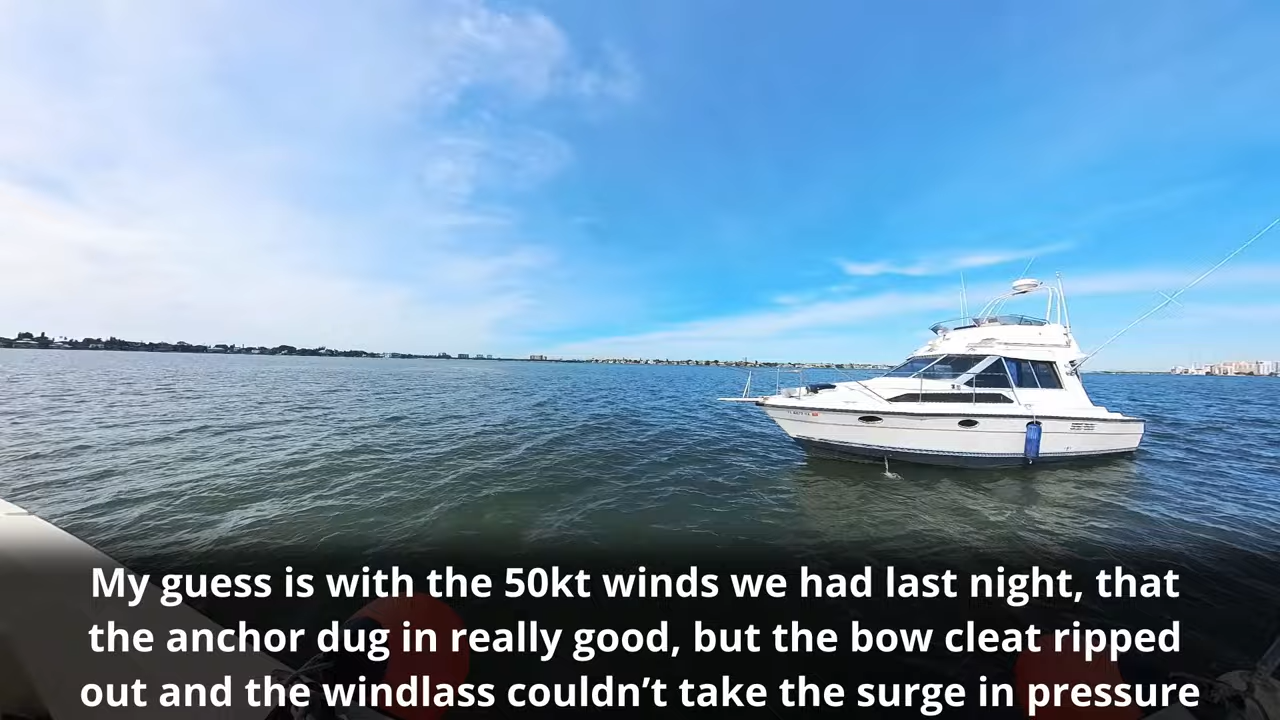 My guess is with the 50kt winds we had last night, that
the anchor dug in really good, but the bow cleat ripped
out and the windlass couldn’t take the surge in pressure